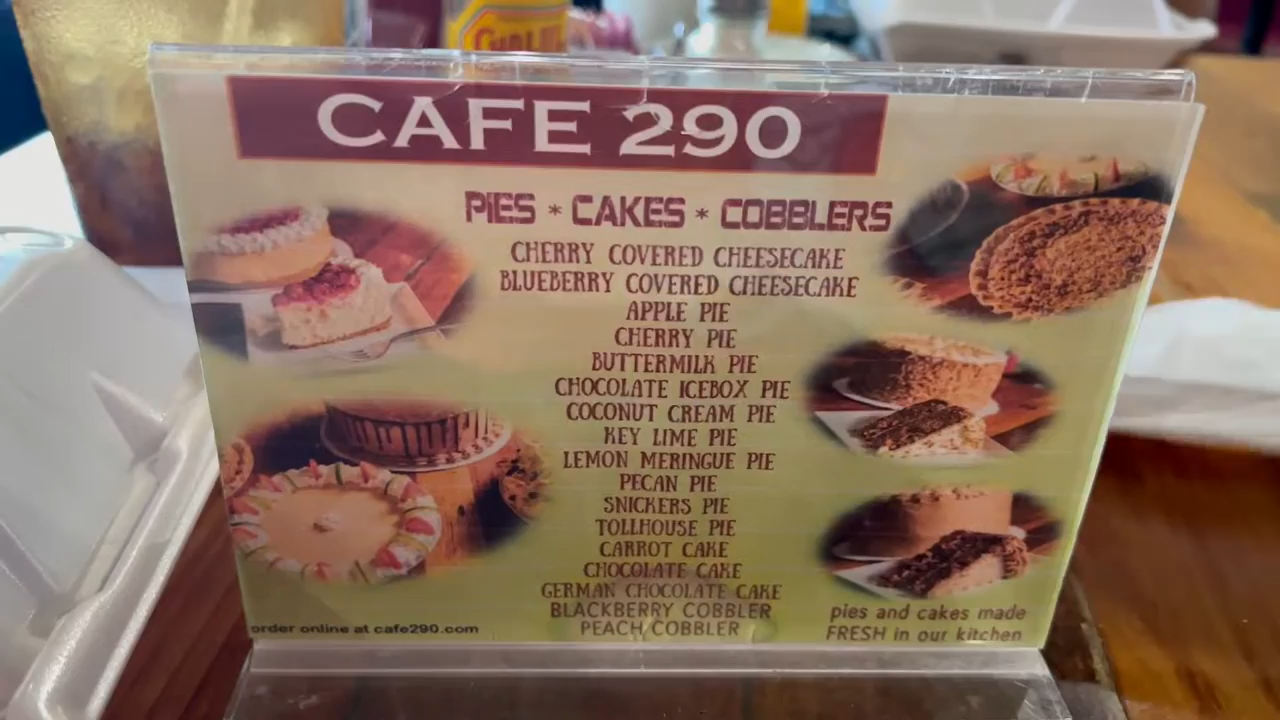 CHOLULA
CAFE 290
PIES * CAKES * COBBLERS
CHERRY COVERED CHEESECAKE
BLUEBERRY COVERED CHEESECAKE
APPLE PIE
CHERRY PIE
BUTTERMILK PIE
CHOCOLATE ICEBOX PIE
COCONUT CREAM PIE
KEY LIME PIE
LEMON MERINGUE PIE
PECAN PIE
SNICKERS PIE
TOLLHOUSE PIE
CARROT CAKE
CHOCOLATE CAKE
GERMAN CHOCOLATE CAKE
BLACKBERRY COBBLER
PEACH COBBLER
order online at cafe290.com
pies and cakes made
FRESH in our kitchen